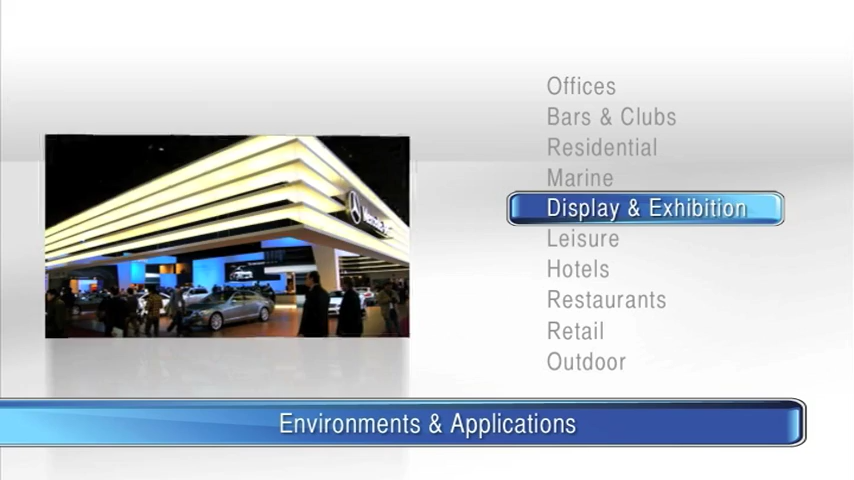 Offices
Bars & Clubs
Residential
Marine
Display & Exhibition
Leisure
Hotels
Restaurants
Retail
Outdoor
Environments & Applications